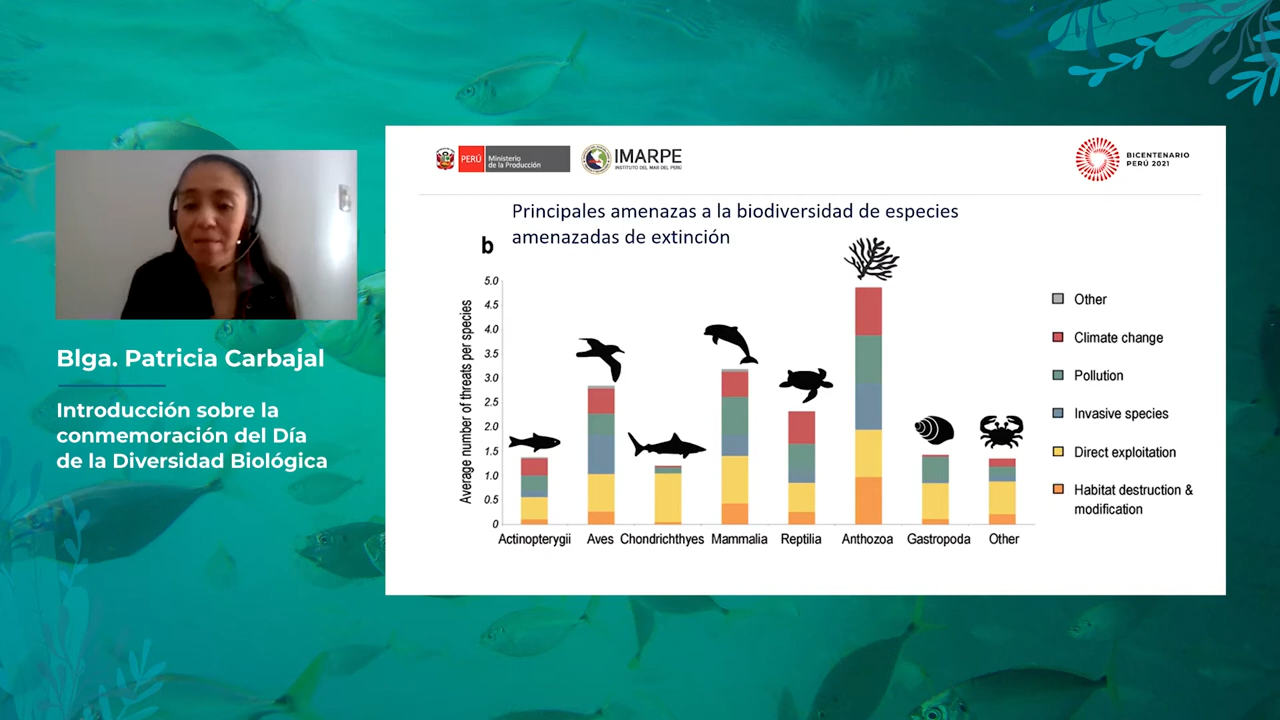 PERÚ
Ministerio
de la Producción
IMARPE
INSTITUTO DEL MAR DEL PERÚ
BICENTENARIO
PERÚ 2021
Principales amenazas a la biodiversidad de especies
amenazadas de extinción
b
Average number of threats per species
5.0
4.5
4.0
3.5
3.0
2.5
2.0
1.5
1.0
0.5
0
Actinopterygii
Aves
Chondrichthyes
Mammalia
Reptilia
Anthozoa
Gastropoda
Other
Other
Climate change
Pollution
Invasive species
Direct exploitation
Habitat destruction &
modification
Blga. Patricia Carbajal
Introducción sobre la
conmemoración del Día
de la Diversidad Biológica